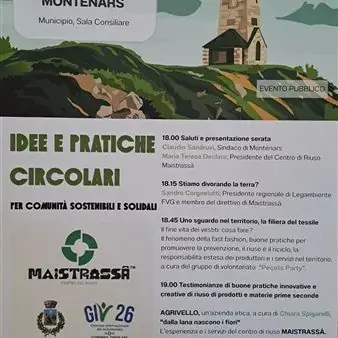 MONTENARS
Municipio, Sala Consiliare
EVENTO PUBBLICO
IDEE E PRATICHE
CIRCOLARI
PER COMUNITÀ SOSTENIBILI E SOLIDALI
18.00 Saluti e presentazione serata
Claudio Sandruvi, Sindaco di Montenars
Maria Teresa, Presidente del Centro di Riuso
Maistrassà
18.15 Stiamo divorando la terra?
Sandro Cargnelutti, Presidente regionale di Legambiente
FVG e membro del direttivo di Maistrassà
18.45 Uno sguardo nel territorio, la filiera del tessile
Il fine vita dei vestiti: cosa fare?
Il fenomeno della fast fashion, buone pratiche per
promuovere la prevenzione, il riuso e il riciclo, la
responsabilità estesa dei produttori e i servizi nel territorio,
a cura del gruppo di volontariato "Peçots Party".
19.00 Testimonianze di buone pratiche innovative e
creative di riuso di prodotti e materie prime seconde
AGRIVELLO, un'azienda etica, a cura di Chiara Spiganelli,
"dalla lana nascono i fiori"
L'esperienza e i servizi del centro di riuso MAISTRASSÀ.
MAISTRASSÀ
GIV 26